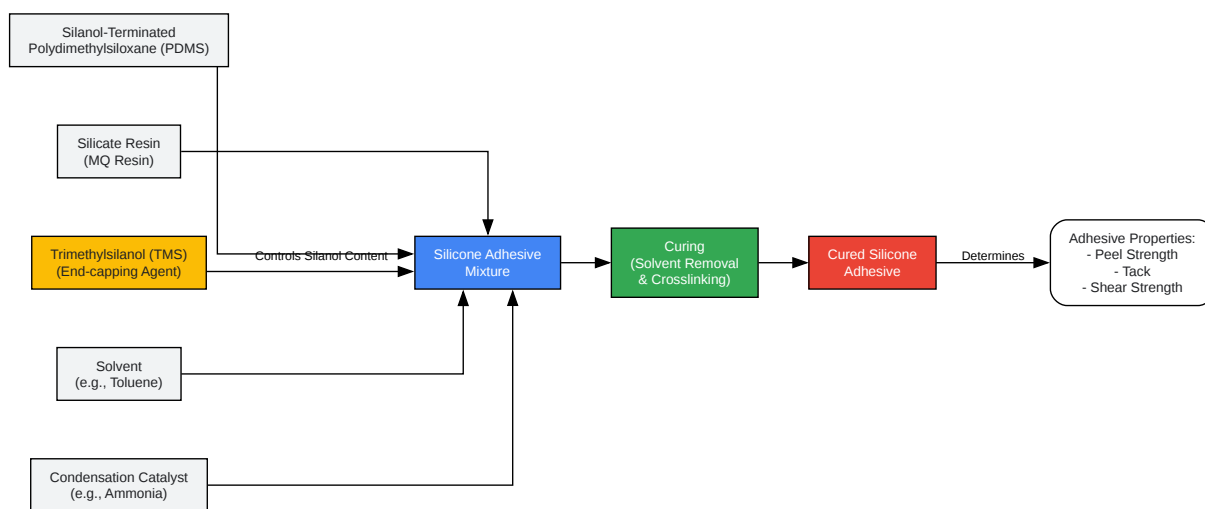 Silanol-Terminated
Polydimethylsiloxane (PDMS)
Silicate Resin
(MQ Resin)
Trimethylsilanol (TMS)
(End-capping Agent)
Controls Silanol Content
Silicone Adhesive
Mixture
Curing
(Solvent Removal
& Crosslinking)
Cured Silicone
Adhesive
Determines
Adhesive Properties:
- Peel Strength
- Tack
- Shear Strength
Solvent
(e.g., Toluene)
Condensation Catalyst
(e.g., Ammonia)